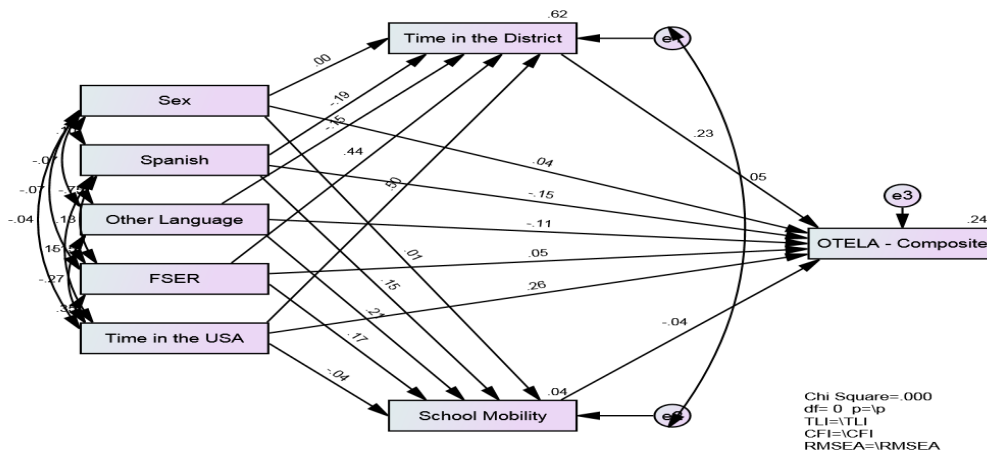 .62
Time in the District
.00
Sex
-.19
-.15
.23
Spanish
.44
.04
.05
-.07
.50
-.15
e3
-.04
.13
Other Language
-.11
.24
OTELA - Composite
.15
.01
.05
-.27
FSER
.15
.26
.21
Time in the USA
.17
-.04
-.04
.04
School Mobility
Chi Square=.000
df= 0 p=\p
TLI=\TLI
CFI=\CFI
RMSEA=\RMSEA